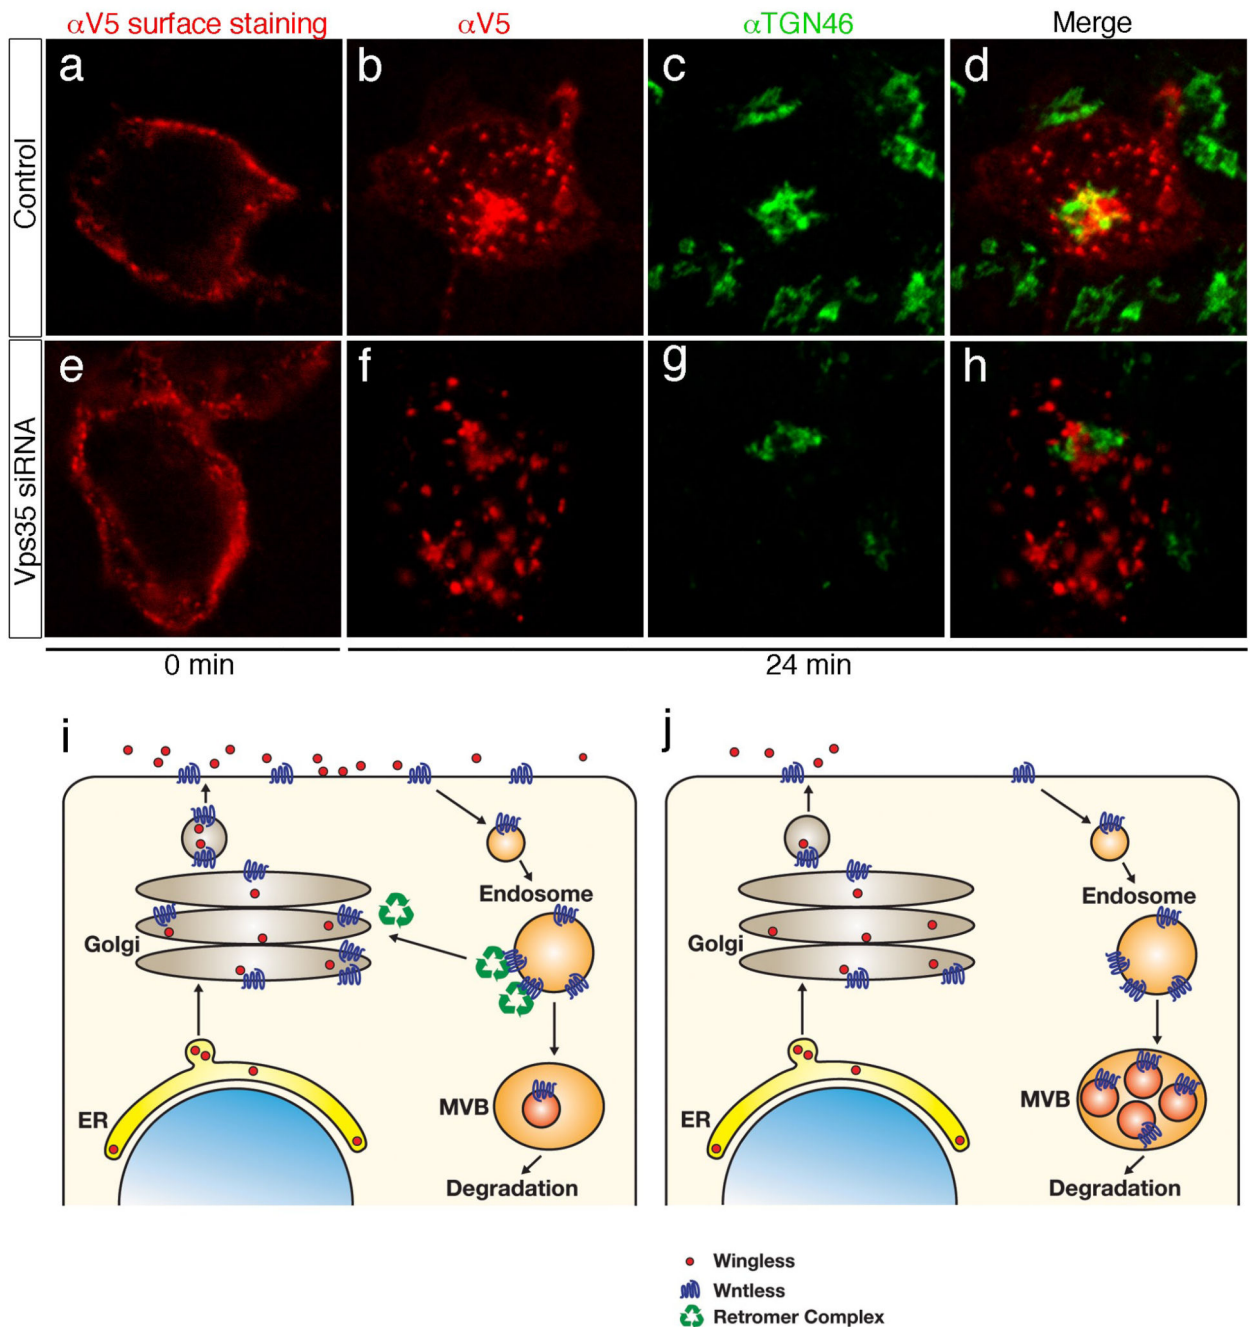 αV5 surface staining αV5 αTGN46 Merge
Control
a b c d
Vps35 siRNA
e f g h
0 min 24 min
i j
Endosome Endosome
Golgi Golgi
MVB MVB
ER ER
Degradation Degradation
Wingless
Wntless
Retromer Complex